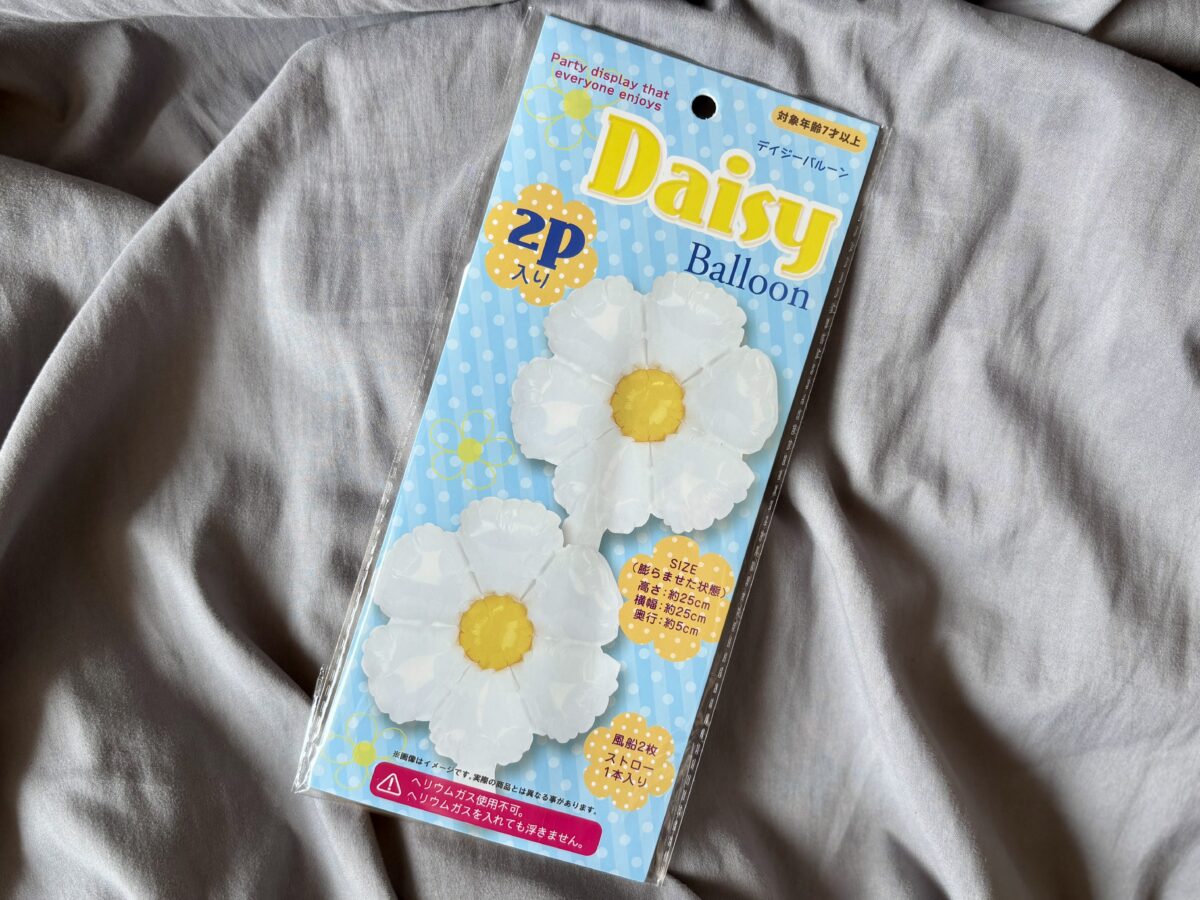 Party display that
everyone enjoys
対象年齢7才以上
デイジーバルーン
Daisy
Balloon
2P
入り
SIZE
(膨らませた状態)
高さ:約25cm
横幅:約25cm
奥行:約5cm
風船2枚
ストロー
1本入り
※画像はイメージです。実際の商品とは異なる事があります。
ヘリウムガス使用不可。
ヘリウムガスを入れても浮きません。